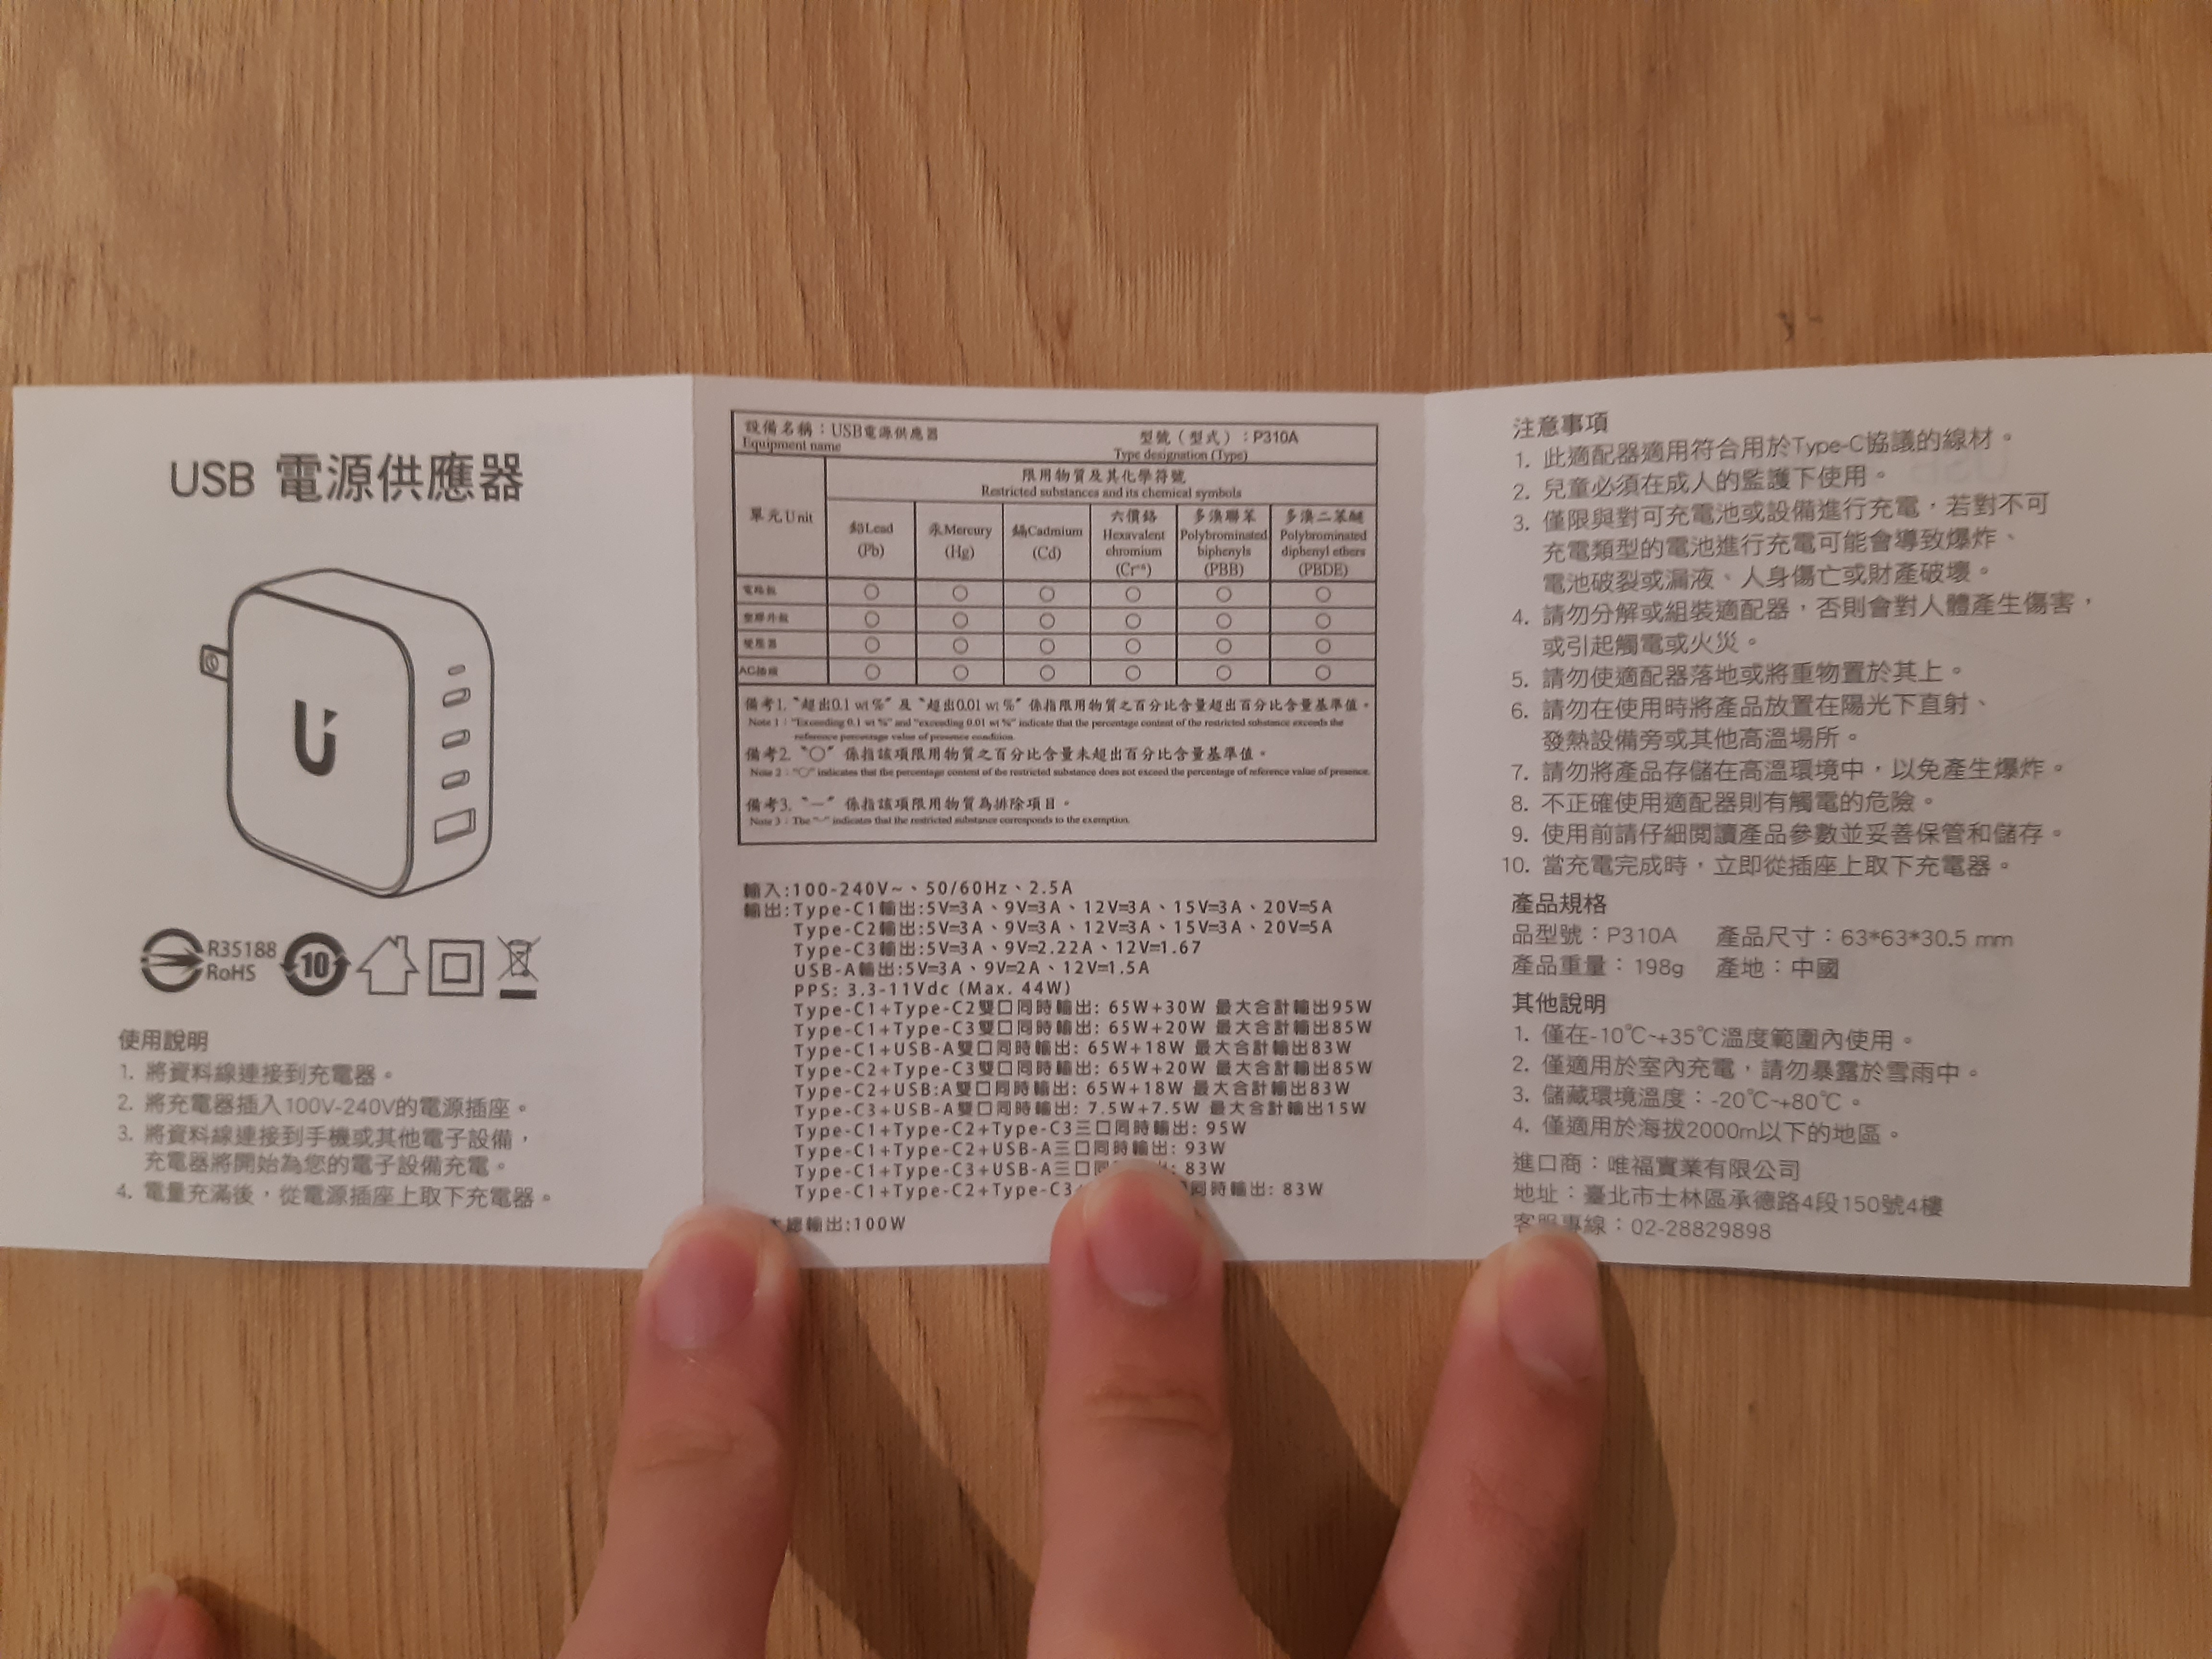 USB 電源供應器
R35188
RoHS
10
使用說明
1. 將資料線連接到充電器。
2. 將充電器插入100V-240V的電源插座。
3. 將資料線連接到手機或其他電子設備，
充電器將開始為您的電子設備充電。
4. 電量充滿後，從電源插座上取下充電器。
設備名稱：USB電源供應器 型號（型式）：P310A
Equipment name Type designation (Type)
單元Unit
限用物質及其化學符號
Restricted substances and its chemical symbols
鉛Lead
(Pb)
汞Mercury
(Hg)
鎘Cadmium
(Cd)
六價鉻
Hexavalent
chromium
(Cr⁺⁶)
多溴聯苯
Polybrominated
biphenyls
(PBB)
多溴二苯醚
Polybrominated
diphenyl ethers
(PBDE)
電路板 ○ ○ ○ ○ ○ ○
塑膠外殼 ○ ○ ○ ○ ○ ○
變壓器 ○ ○ ○ ○ ○ ○
AC插頭 ○ ○ ○ ○ ○ ○
備考1. “超出0.1 wt %” 及 “超出0.01 wt %” 係指限用物質之百分比含量超出百分比含量基準值。
Note 1：“Exceeding 0.1 wt %” and “exceeding 0.01 wt %” indicate that the percentage content of the restricted substance exceeds the
reference percentage value of presence condition.
備考2. “○” 係指該項限用物質之百分比含量未超出百分比含量基準值。
Note 2：“○” indicates that the percentage content of the restricted substance does not exceed the percentage of reference value of presence.
備考3. “－” 係指該項限用物質為排除項目。
Note 3：The “－” indicates that the restricted substance corresponds to the exemption.
輸入:100-240V~、50/60Hz、2.5A
輸出:Type-C1輸出:5V⎓3A、9V⎓3A、12V⎓3A、15V⎓3A、20V⎓5A
Type-C2輸出:5V⎓3A、9V⎓3A、12V⎓3A、15V⎓3A、20V⎓5A
Type-C3輸出:5V⎓3A、9V⎓2.22A、12V⎓1.67
USB-A輸出:5V⎓3A、9V⎓2A、12V⎓1.5A
PPS: 3.3-11Vdc (Max. 44W)
Type-C1+Type-C2雙口同時輸出: 65W+30W 最大合計輸出95W
Type-C1+Type-C3雙口同時輸出: 65W+20W 最大合計輸出85W
Type-C1+USB-A雙口同時輸出: 65W+18W 最大合計輸出83W
Type-C2+Type-C3雙口同時輸出: 65W+20W 最大合計輸出85W
Type-C2+USB:A雙口同時輸出: 65W+18W 最大合計輸出83W
Type-C3+USB-A雙口同時輸出: 7.5W+7.5W 最大合計輸出15W
Type-C1+Type-C2+Type-C3三口同時輸出: 95W
Type-C1+Type-C2+USB-A三口同時輸出: 93W
Type-C1+Type-C3+USB-A三口同 : 83W
Type-C1+Type-C2+Type-C3+ 同時輸出: 83W
總輸出:100W
注意事項
1. 此適配器適用符合用於Type-C協議的線材。
2. 兒童必須在成人的監護下使用。
3. 僅限與對可充電池或設備進行充電，若對不可
充電類型的電池進行充電可能會導致爆炸、
電池破裂或漏液、人身傷亡或財產破壞。
4. 請勿分解或組裝適配器，否則會對人體產生傷害，
或引起觸電或火災。
5. 請勿使適配器落地或將重物置於其上。
6. 請勿在使用時將產品放置在陽光下直射、
發熱設備旁或其他高溫場所。
7. 請勿將產品存儲在高溫環境中，以免產生爆炸。
8. 不正確使用適配器則有觸電的危險。
9. 使用前請仔細閱讀產品參數並妥善保管和儲存。
10. 當充電完成時，立即從插座上取下充電器。
產品規格
品型號：P310A 產品尺寸：63*63*30.5 mm
產品重量：198g 產地：中國
其他說明
1. 僅在-10℃~+35℃溫度範圍內使用。
2. 僅適用於室內充電，請勿暴露於雪雨中。
3. 儲藏環境溫度：-20℃~+80℃。
4. 僅適用於海拔2000m以下的地區。
進口商：唯福實業有限公司
地址：臺北市士林區承德路4段150號4樓
客服專線：02-28829898